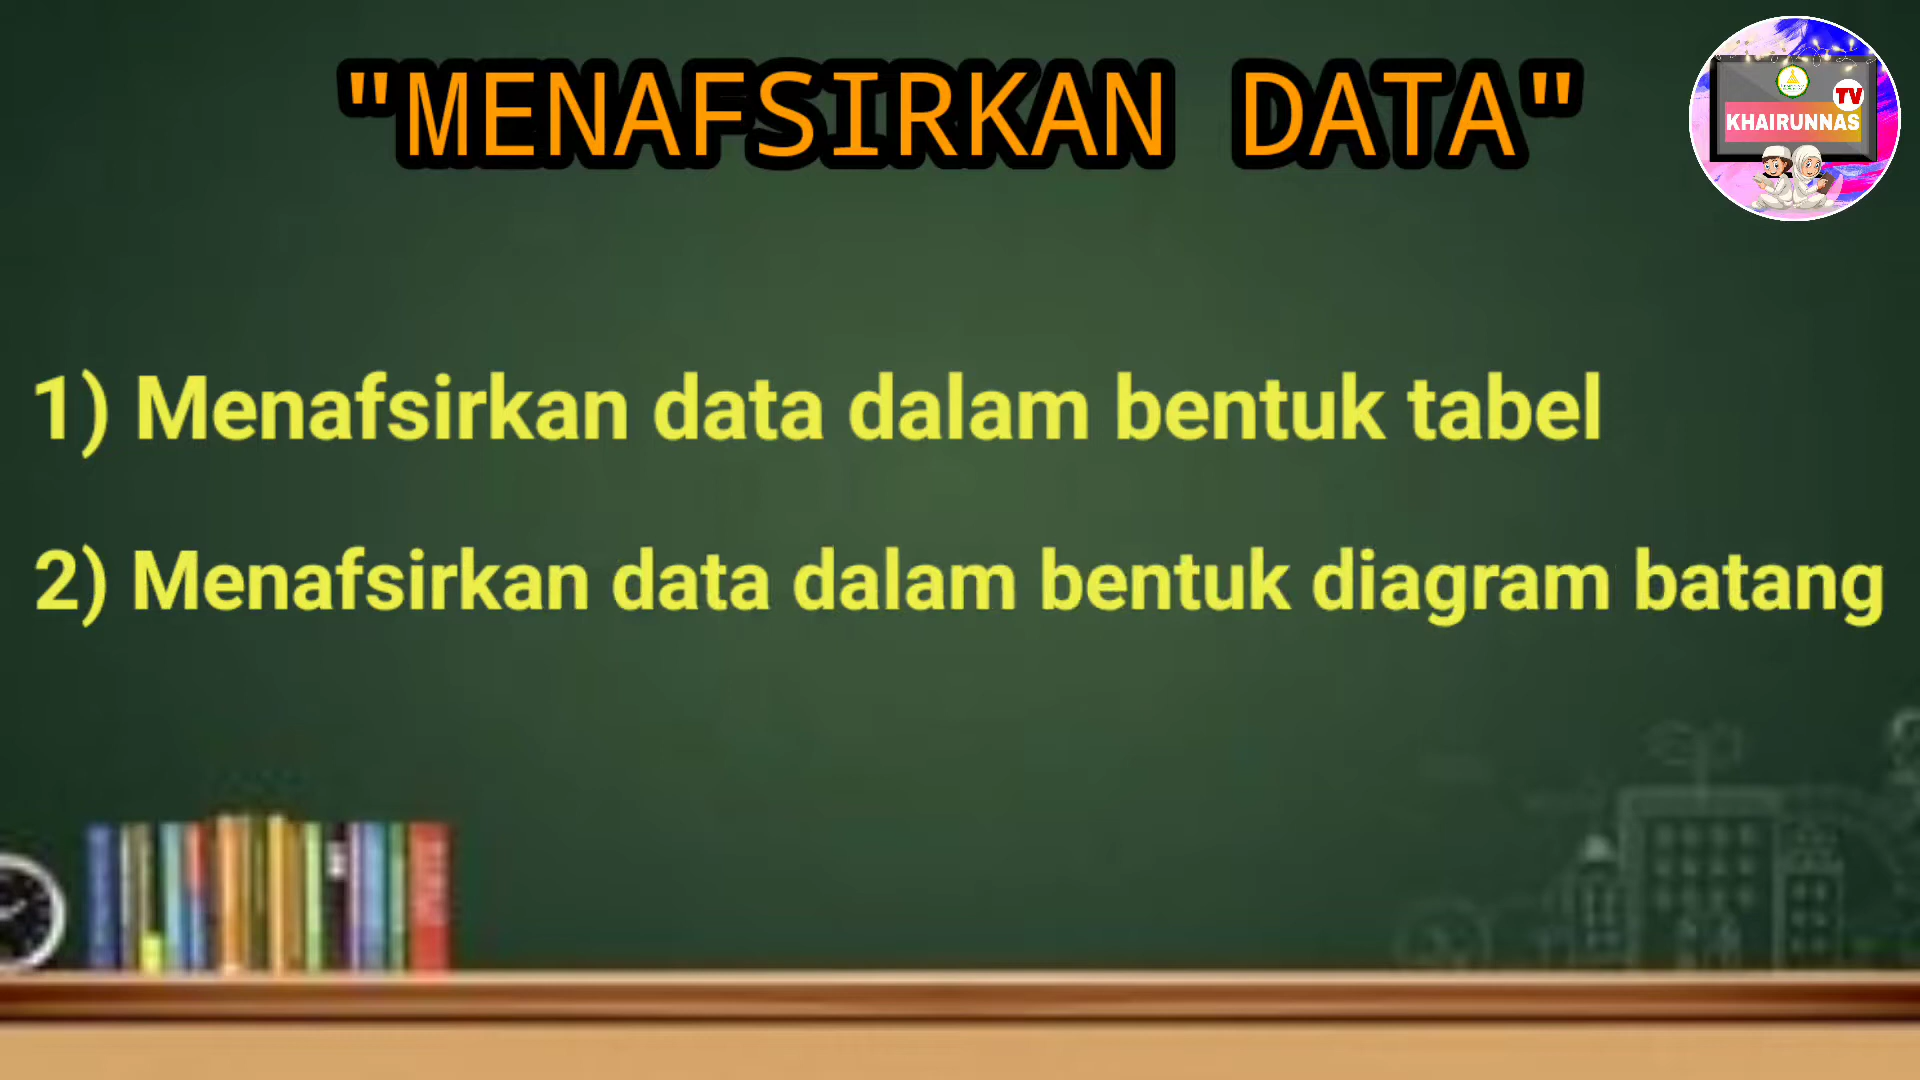 "MENAFSIRKAN DATA"
TV
KHAIRUNNAS
1) Menafsirkan data dalam bentuk tabel
2) Menafsirkan data dalam bentuk diagram batang